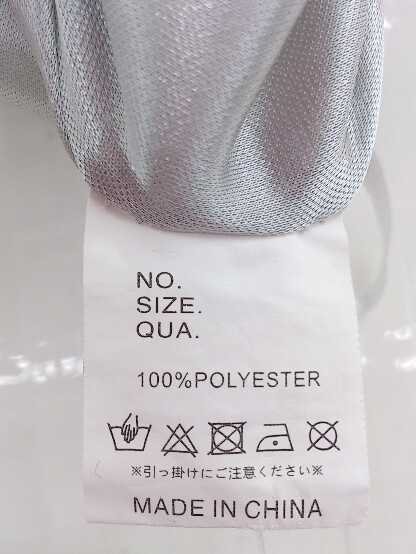 NO.
SIZE.
QUA.
100%POLYESTER
※引っ掛けにご注意ください※
MADE IN CHINA